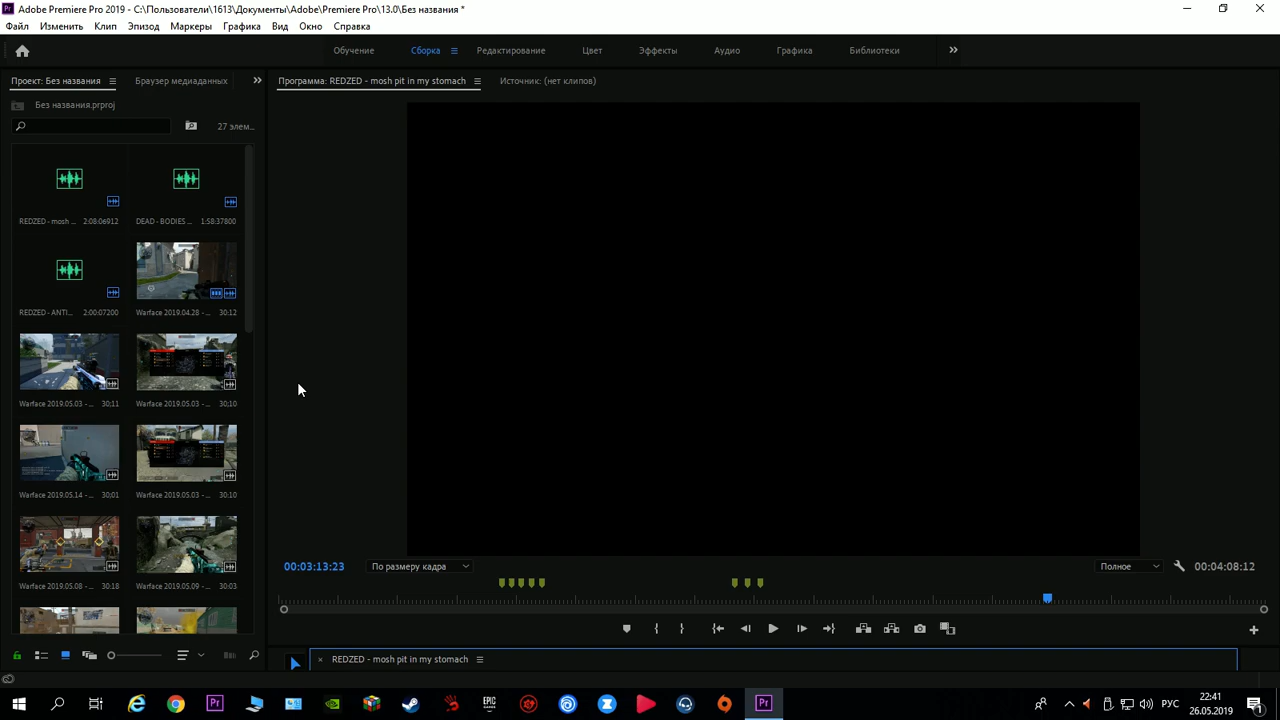 Adobe Premiere Pro 2019 - C:\Пользователи\1613\Документы\Adobe\Premiere Pro\13.0\Без названия *
Файл Изменить Клип Эпизод Маркеры Графика Вид Окно Справка
Обучение Сборка Редактирование Цвет Эффекты Аудио Графика Библиотеки
Проект: Без названия Браузер медиаданных
Программа: REDZED - mosh pit in my stomach Источник: (нет клипов)
Без названия.prproj
27 элем...
REDZED - mosh ... 2:08:06912 DEAD - BODIES ... 1:58:37800
REDZED - ANTI... 2:00:07200 Warface 2019.04.28 - ... 30:12
Warface 2019.05.03 - ... 30;11 Warface 2019.05.03 - ... 30;10
Warface 2019.05.14 - ... 30;01 Warface 2019.05.03 - ... 30:10
Warface 2019.05.08 - ... 30:18 Warface 2019.05.09 - ... 30:03
00:03:13:23 По размеру кадра Полное 00:04:08:12
REDZED - mosh pit in my stomach
EPIC GAMES
РУС
22:41
26.05.2019